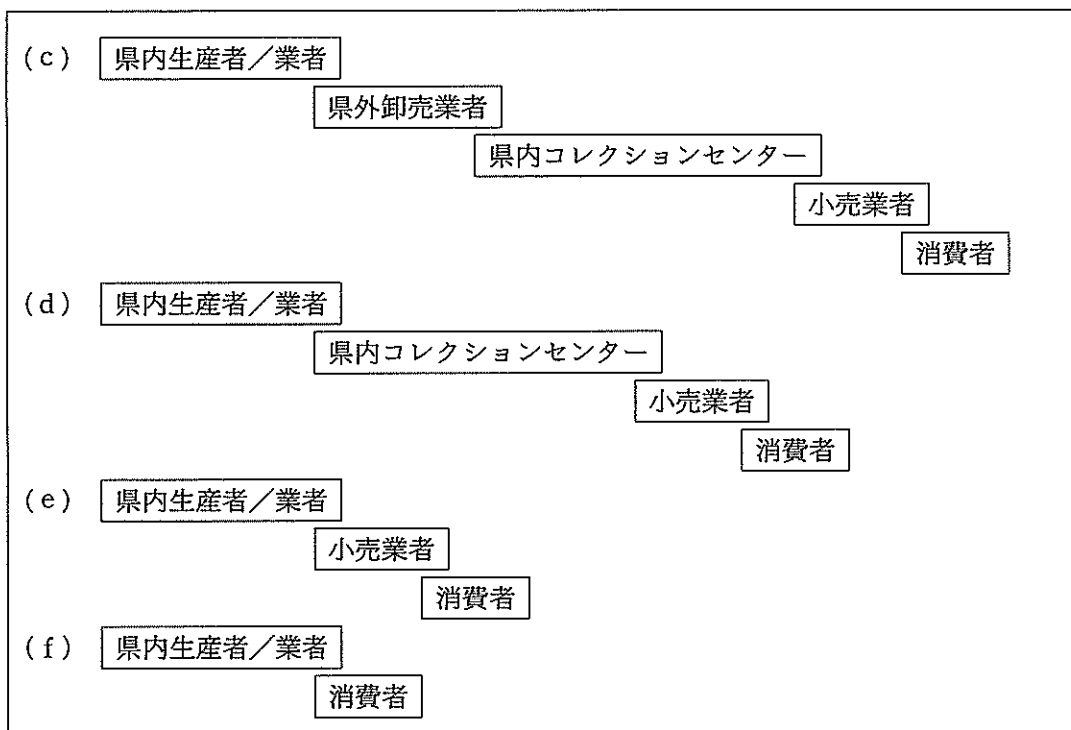 (c) 県内生産者／業者
県外卸売業者
県内コレクションセンター
小売業者
消費者
(d) 県内生産者／業者
県内コレクションセンター
小売業者
消費者
(e) 県内生産者／業者
小売業者
消費者
(f) 県内生産者／業者
消費者